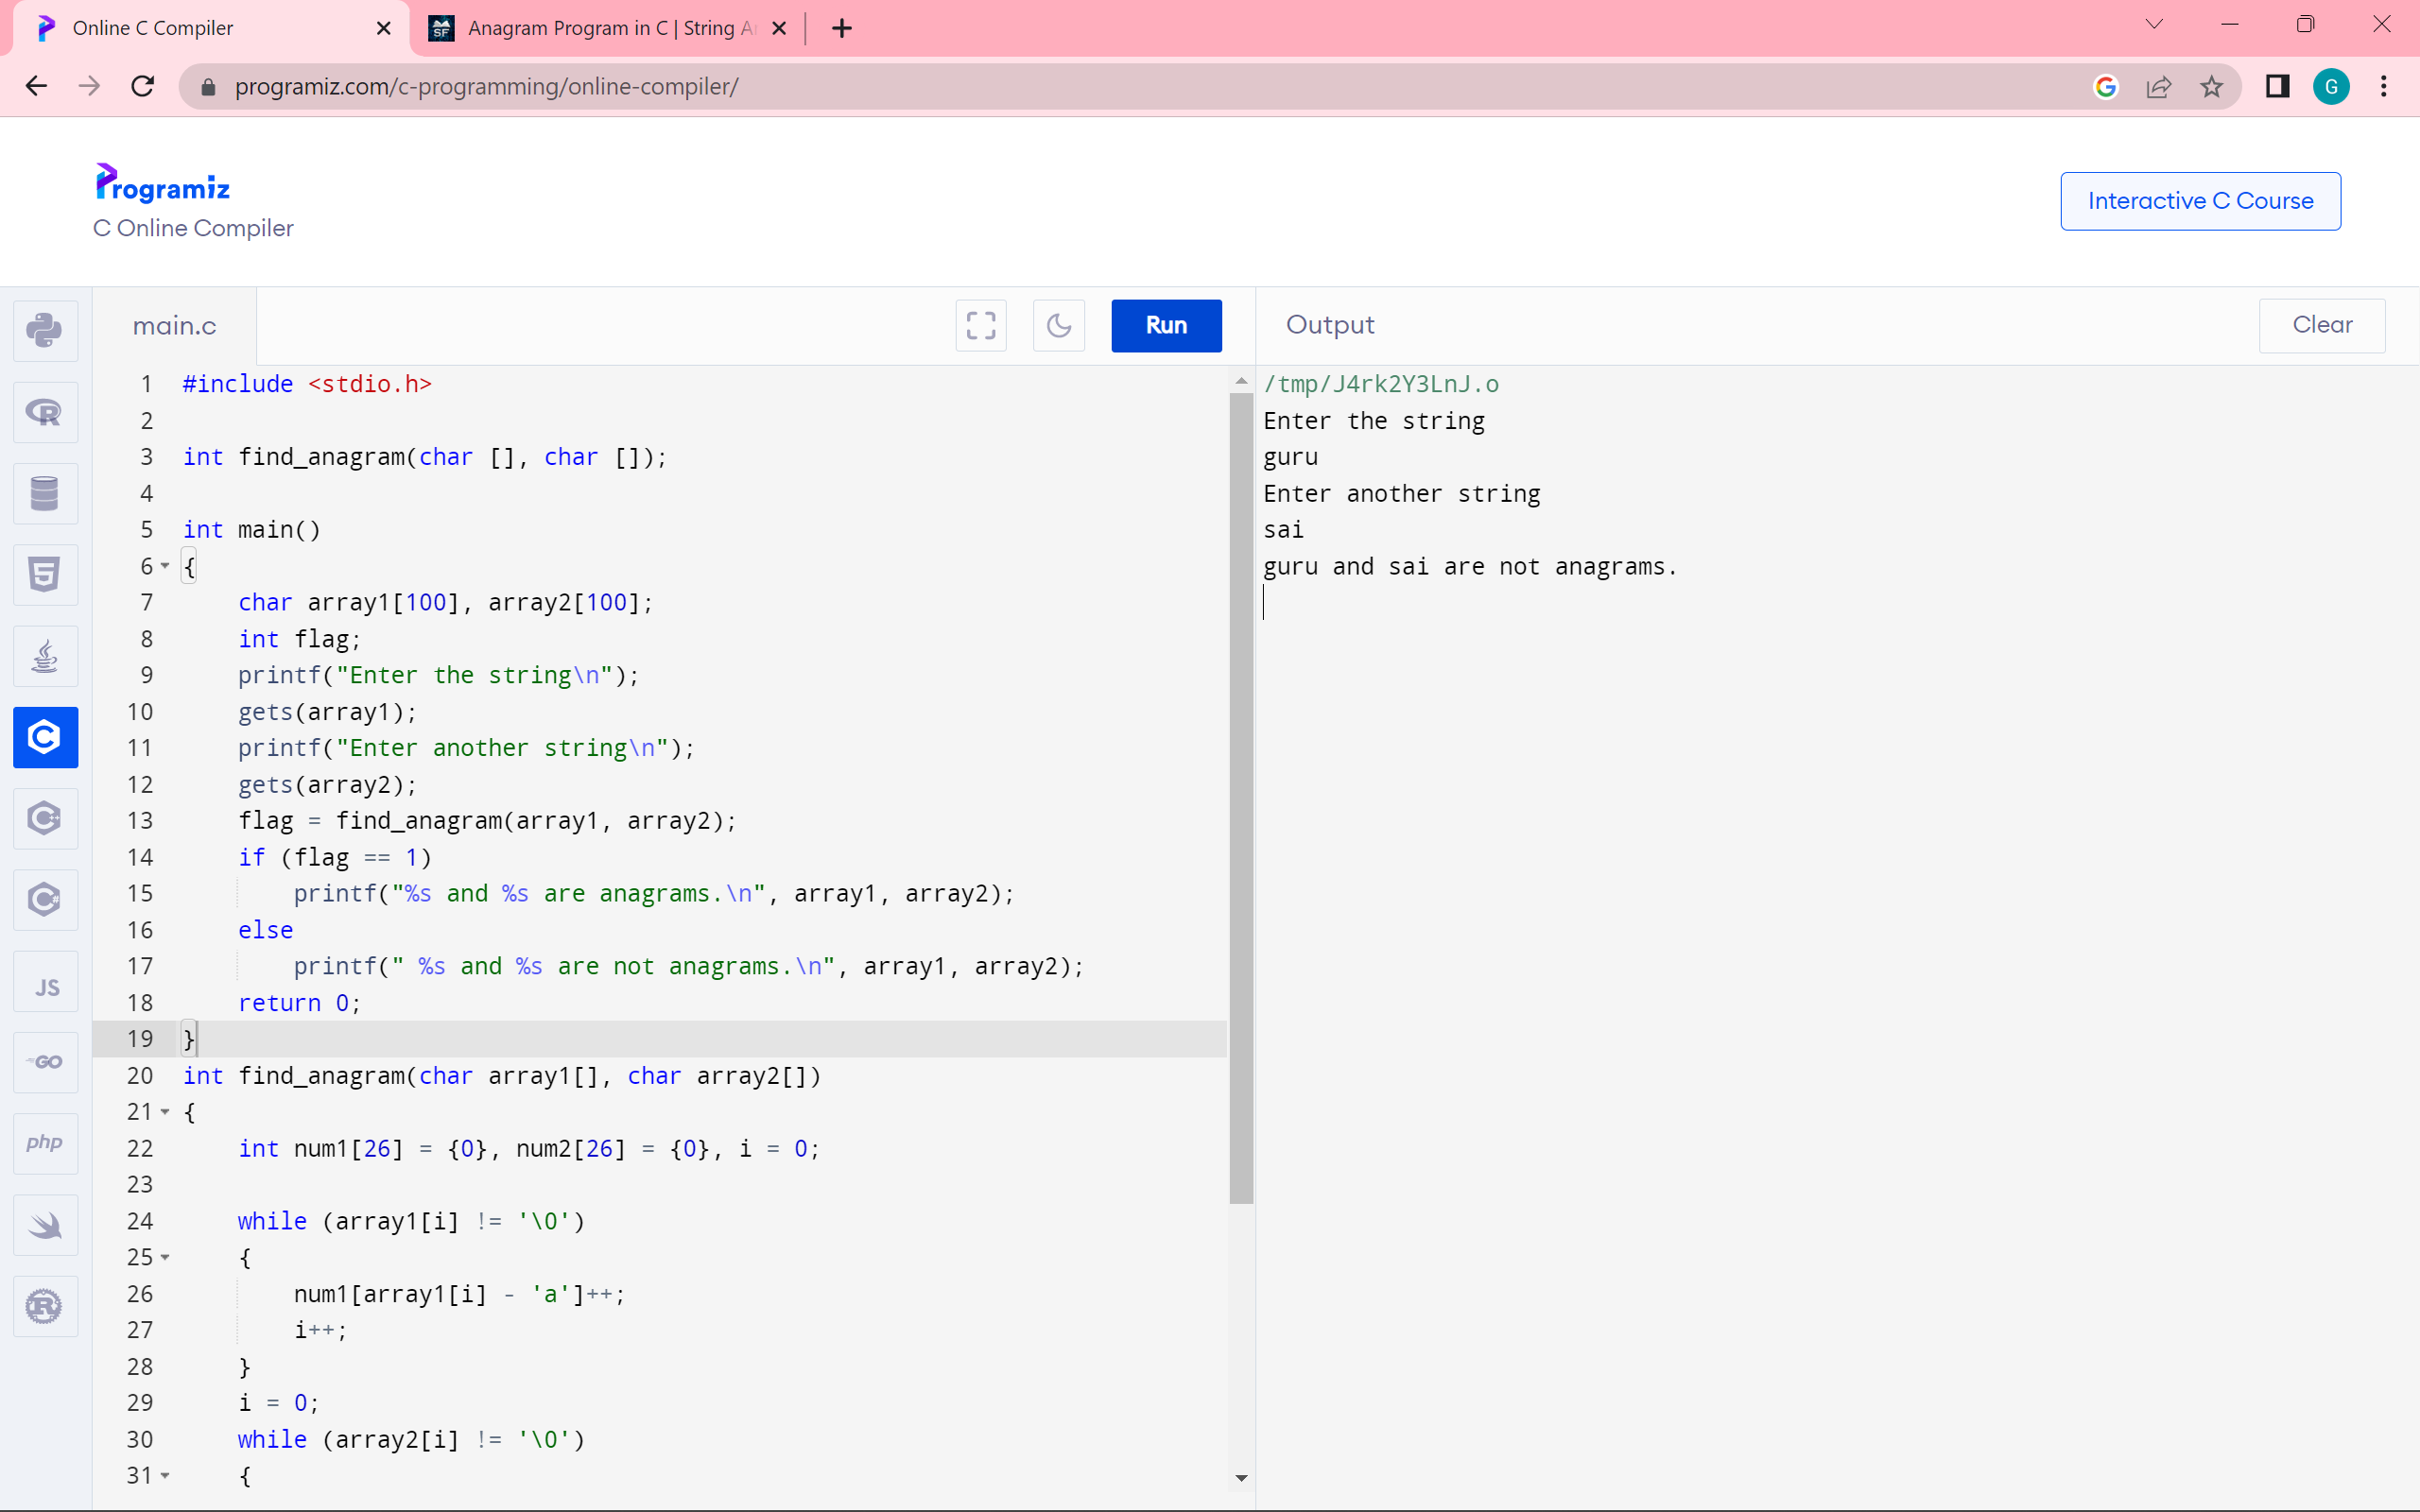 Online C Compiler
Anagram Program in C | String A
programiz.com/c-programming/online-compiler/
G
Programiz
C Online Compiler
Interactive C Course
main.c
Run
Output
Clear
1 #include <stdio.h>
2
3 int find_anagram(char [], char []);
4
5 int main()
6 {
7     char array1[100], array2[100];
8     int flag;
9     printf("Enter the string\n");
10     gets(array1);
11     printf("Enter another string\n");
12     gets(array2);
13     flag = find_anagram(array1, array2);
14     if (flag == 1)
15         printf("%s and %s are anagrams.\n", array1, array2);
16     else
17         printf(" %s and %s are not anagrams.\n", array1, array2);
18     return 0;
19 }
20 int find_anagram(char array1[], char array2[])
21 {
22     int num1[26] = {0}, num2[26] = {0}, i = 0;
23
24     while (array1[i] != '\0')
25     {
26         num1[array1[i] - 'a']++;
27         i++;
28     }
29     i = 0;
30     while (array2[i] != '\0')
31     {
/tmp/J4rk2Y3LnJ.o
Enter the string
guru
Enter another string
sai
guru and sai are not anagrams.
R
5
C
C++
C#
JS
GO
php
R
SF